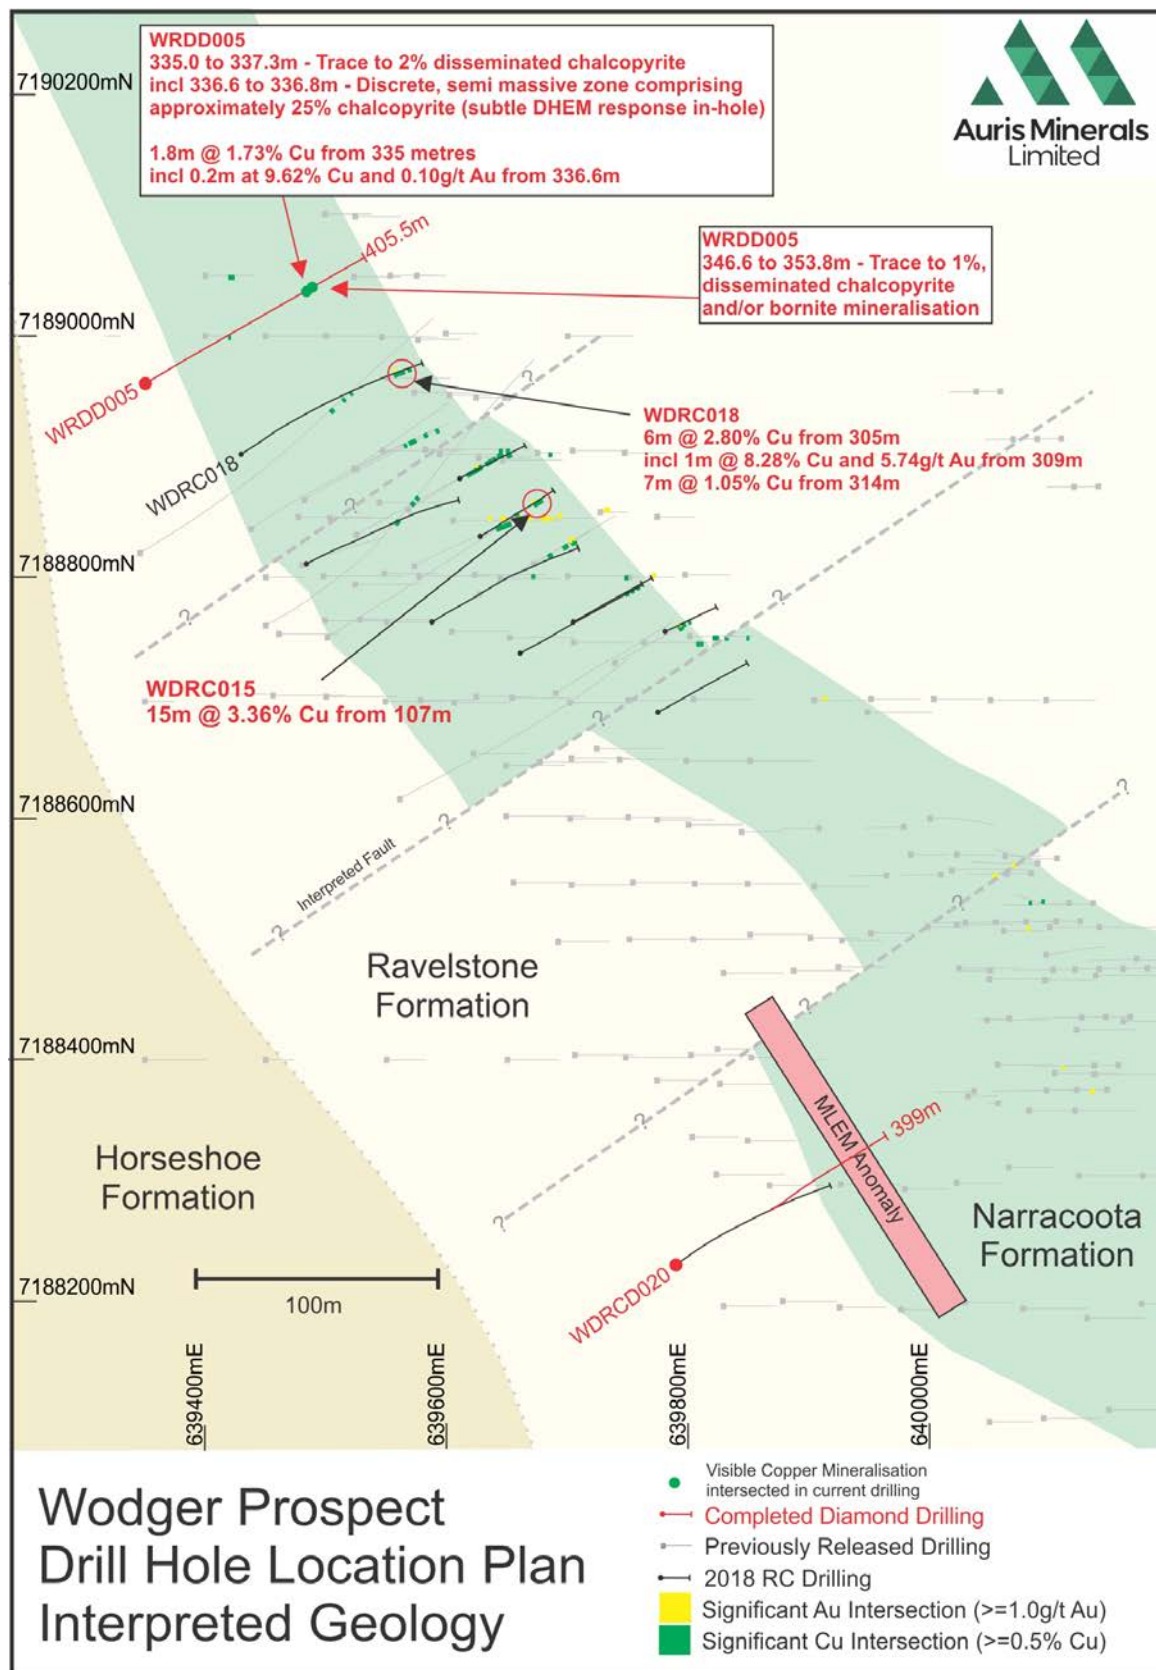 WRDD005
335.0 to 337.3m - Trace to 2% disseminated chalcopyrite
incl 336.6 to 336.8m - Discrete, semi massive zone comprising
approximately 25% chalcopyrite (subtle DHEM response in-hole)
1.8m @ 1.73% Cu from 335 metres
incl 0.2m at 9.62% Cu and 0.10g/t Au from 336.6m
Auris Minerals
Limited
7190200mN
405.5m
WRDD005
346.6 to 353.8m - Trace to 1%,
disseminated chalcopyrite
and/or bornite mineralisation
7189000mN
WRDD005
?
WDRC018
6m @ 2.80% Cu from 305m
incl 1m @ 8.28% Cu and 5.74g/t Au from 309m
7m @ 1.05% Cu from 314m
WDRC018
?
7188800mN
?
?
WDRC015
15m @ 3.36% Cu from 107m
?
?
7188600mN
?
Interpreted Fault
?
?
Ravelstone
Formation
?
7188400mN
MLEM Anomaly
399m
?
Horseshoe
Formation
?
Narracoota
Formation
7188200mN
100m
WDRCD020
639400mE
639600mE
639800mE
640000mE
Wodger Prospect
Drill Hole Location Plan
Interpreted Geology
Visible Copper Mineralisation
intersected in current drilling
Completed Diamond Drilling
Previously Released Drilling
2018 RC Drilling
Significant Au Intersection (>=1.0g/t Au)
Significant Cu Intersection (>=0.5% Cu)